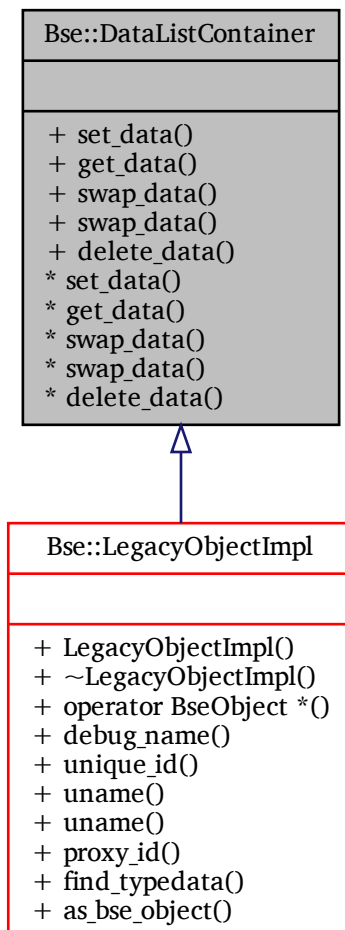 Bse::DataListContainer
+ set_data()
+ get_data()
+ swap_data()
+ swap_data()
+ delete_data()
* set_data()
* get_data()
* swap_data()
* swap_data()
* delete_data()
Bse::LegacyObjectImpl
+ LegacyObjectImpl()
+ ~LegacyObjectImpl()
+ operator BseObject *()
+ debug_name()
+ unique_id()
+ uname()
+ uname()
+ proxy_id()
+ find_typedata()
+ as_bse_object()